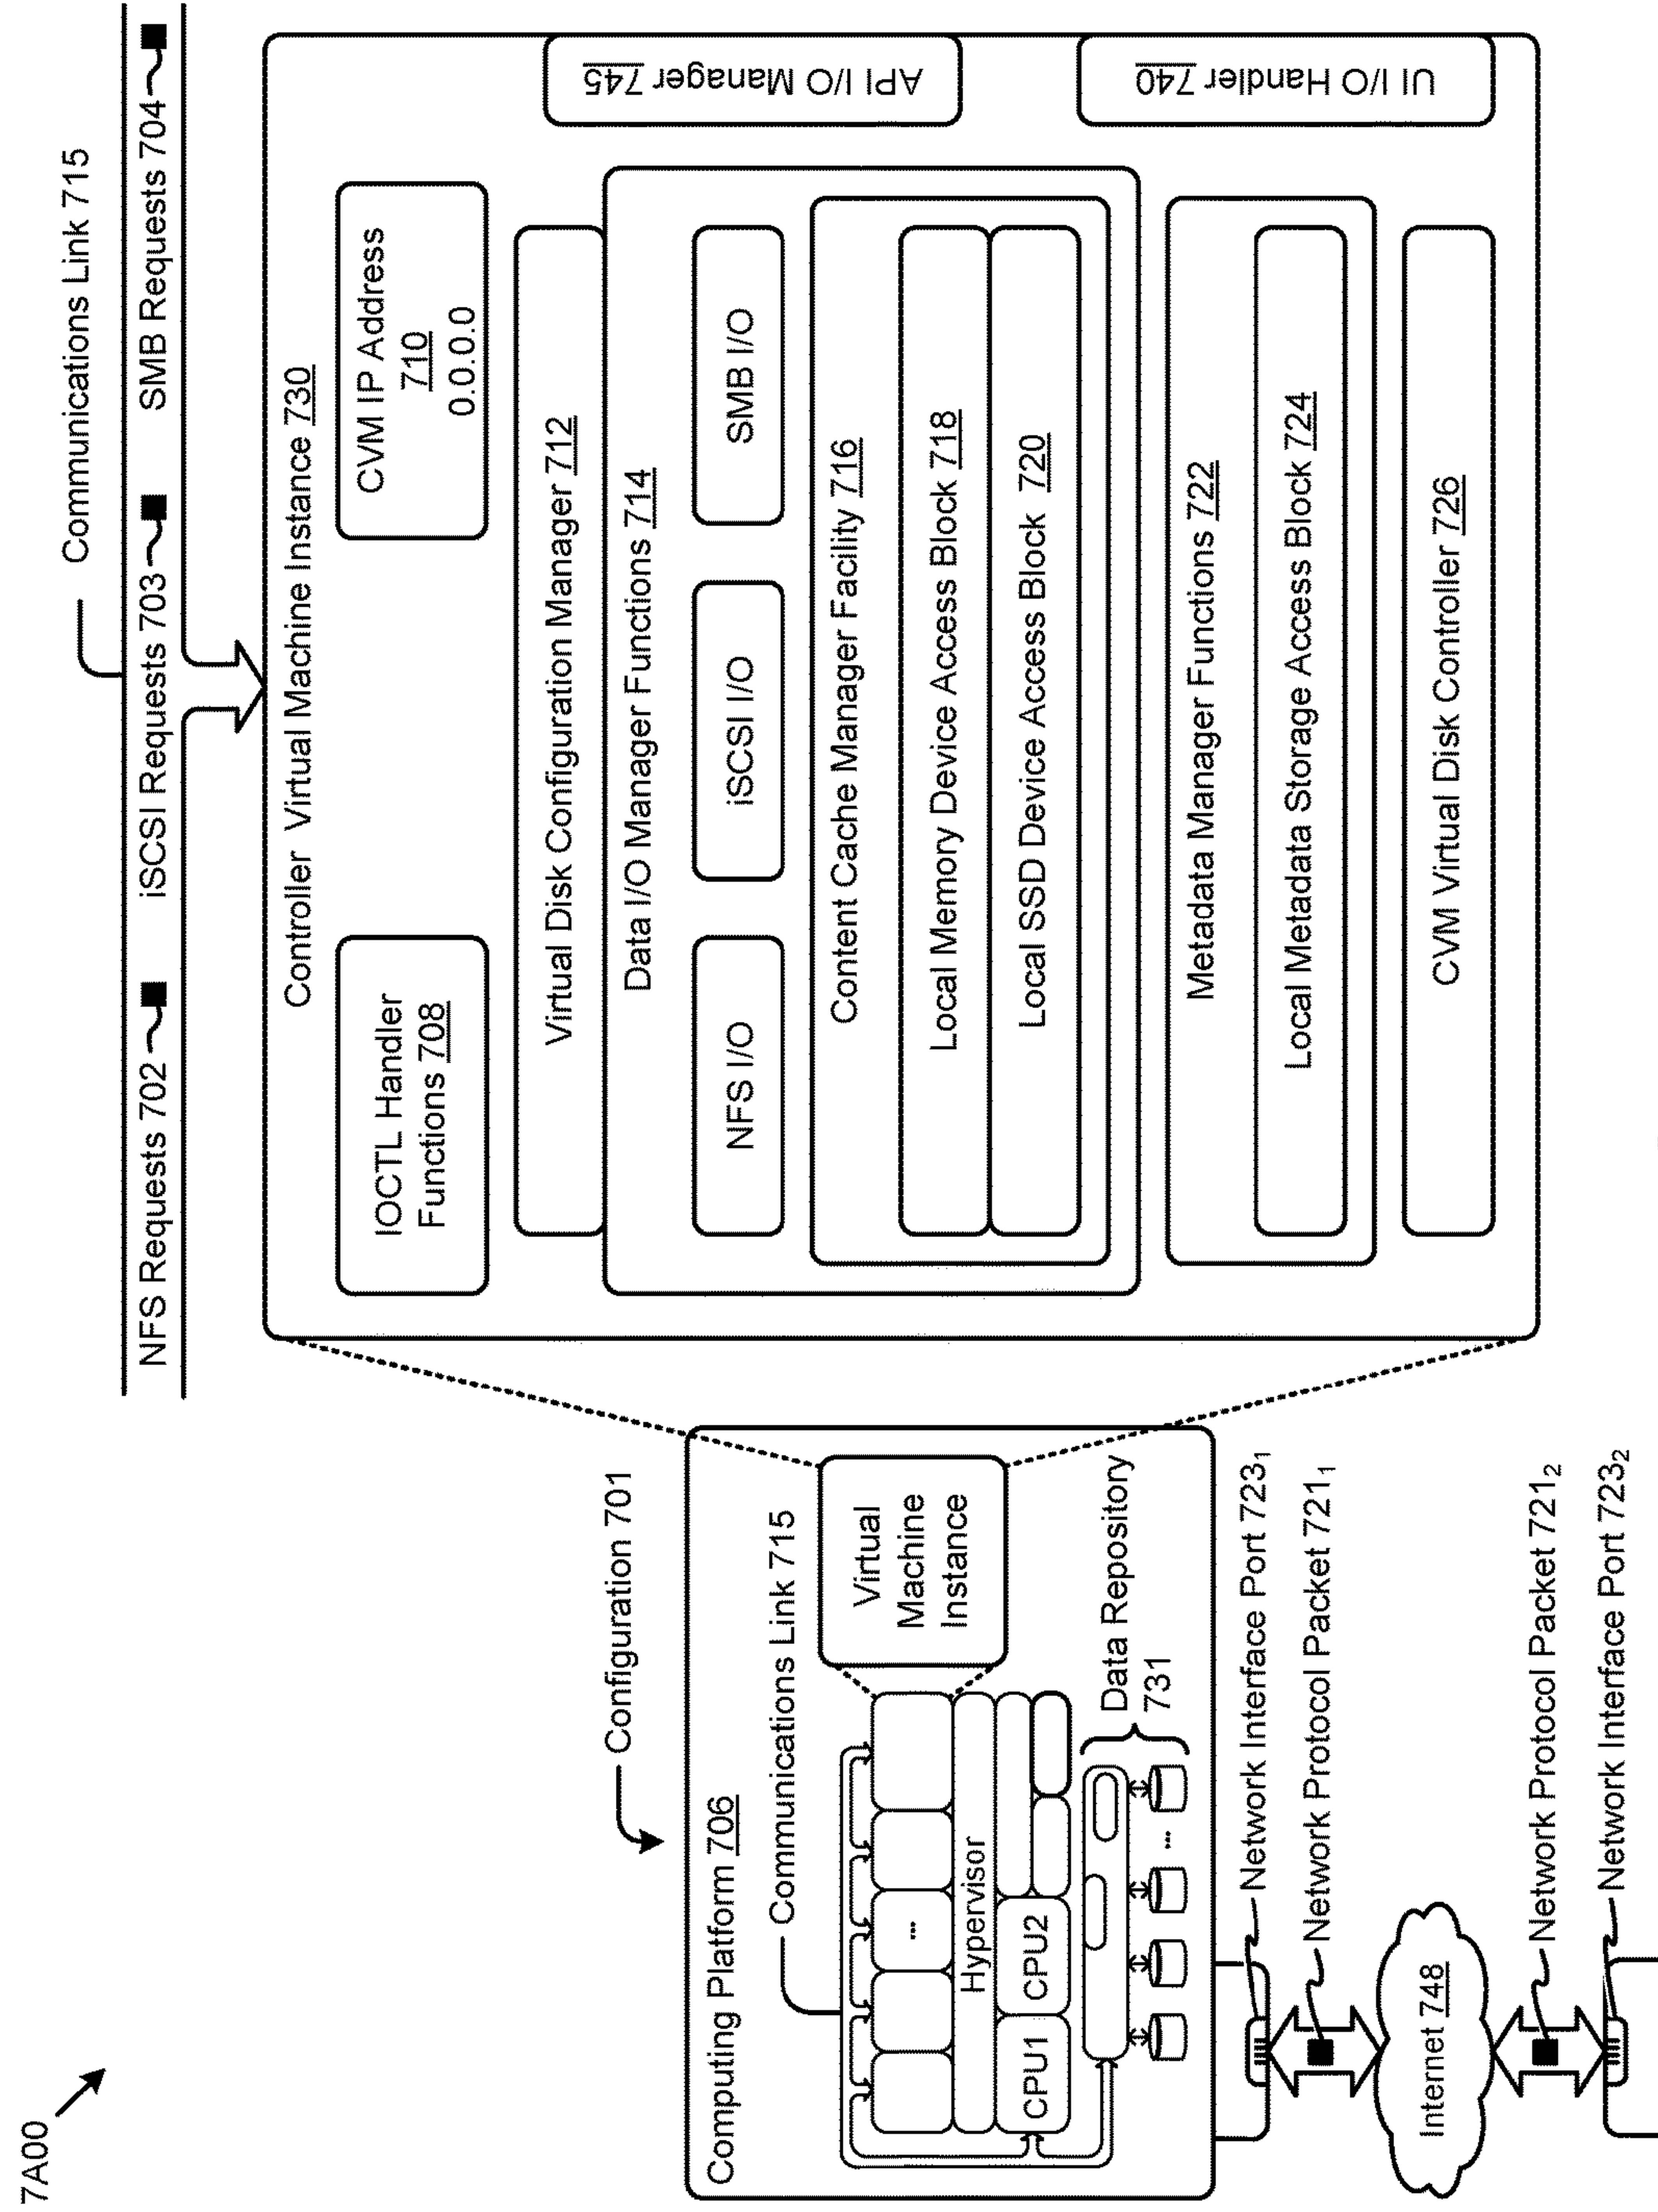 7A00
Communications Link 715
NFS Requests 702
iSCSI Requests 703
SMB Requests 704
Configuration 701
Computing Platform 706
Communications Link 715
...
Hypervisor
CPU1
CPU2
...
Data Repository
731
Virtual
Machine
Instance
Controller Virtual Machine Instance 730
IOCTL Handler
Functions 708
CVM IP Address
710
0.0.0.0
Virtual Disk Configuration Manager 712
Data I/O Manager Functions 714
NFS I/O
iSCSI I/O
SMB I/O
Content Cache Manager Facility 716
Local Memory Device Access Block 718
Local SSD Device Access Block 720
Metadata Manager Functions 722
Local Metadata Storage Access Block 724
CVM Virtual Disk Controller 726
API I/O Manager 745
UI I/O Handler 740
Network Interface Port 723₁
Network Protocol Packet 721₁
Internet 748
Network Protocol Packet 721₂
Network Interface Port 723₂